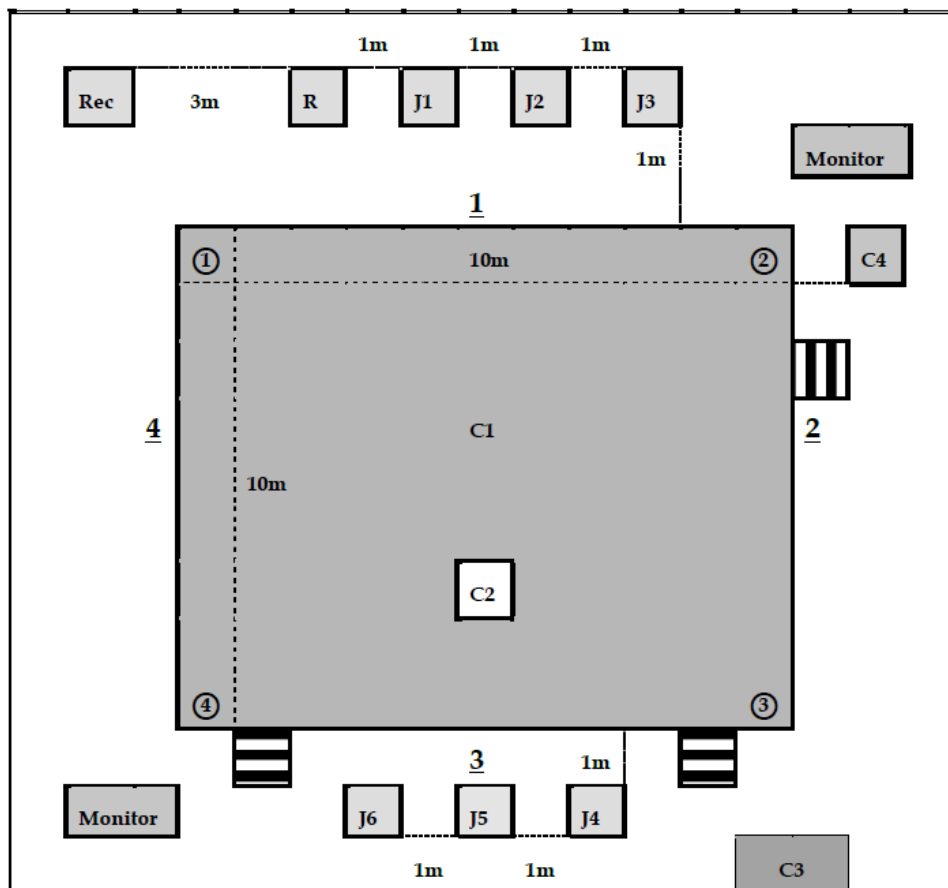 1m 1m 1m
Rec 3m R J1 J2 J3
1m
Monitor
1
① 10m ② C4
4 C1 2
10m
C2
④ ③
3 1m
Monitor J6 J5 J4
1m 1m C3